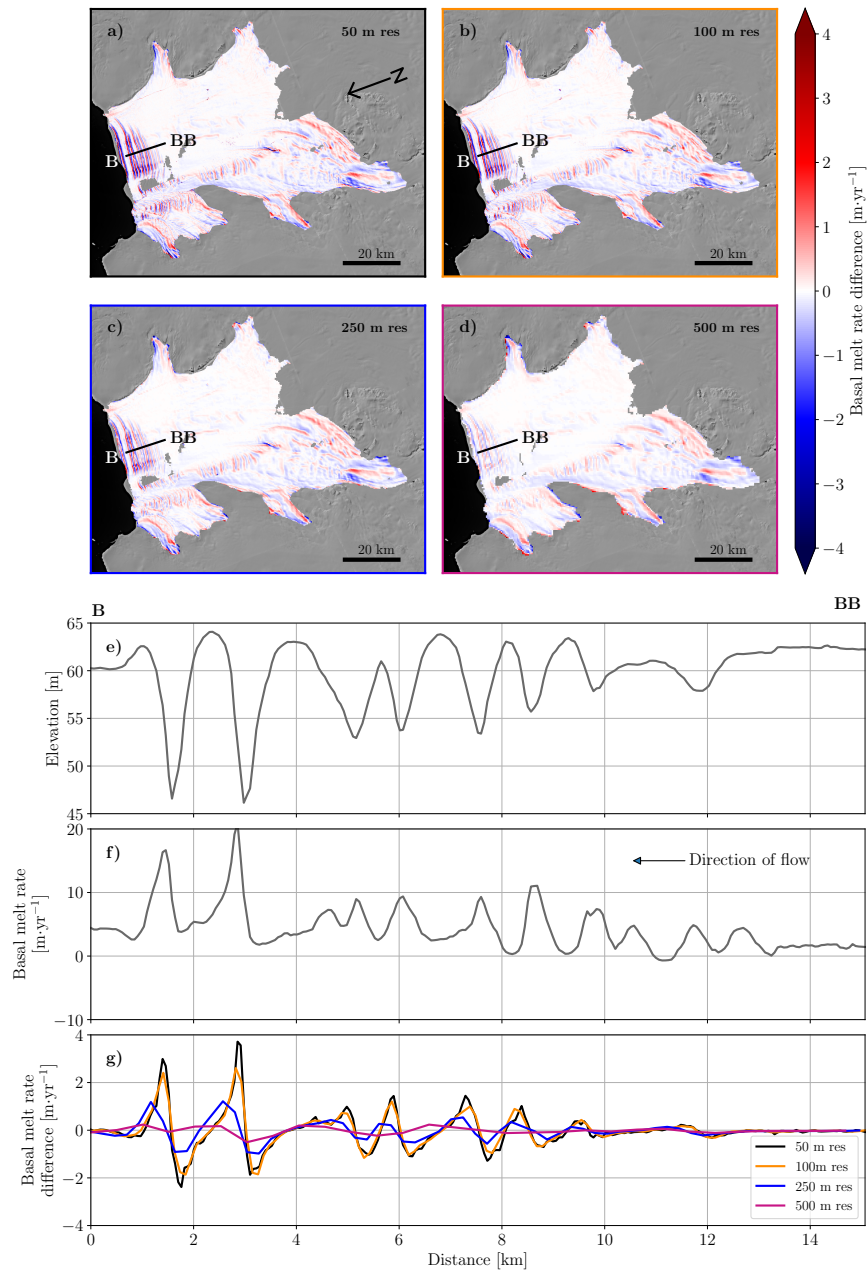 a)
50 m res
N
B
BB
20 km
b)
100 m res
B
BB
20 km
c)
250 m res
B
BB
20 km
d)
500 m res
B
BB
20 km
4
3
2
1
0
−1
−2
−3
−4
Basal melt rate difference [m·yr⁻¹]
B
BB
e)
65
60
55
50
45
Elevation [m]
f)
20
10
0
−10
Basal melt rate
[m·yr⁻¹]
Direction of flow
g)
4
2
0
−2
−4
Basal melt rate
difference [m·yr⁻¹]
50 m res
100m res
250 m res
500 m res
0 2 4 6 8 10 12 14
Distance [km]